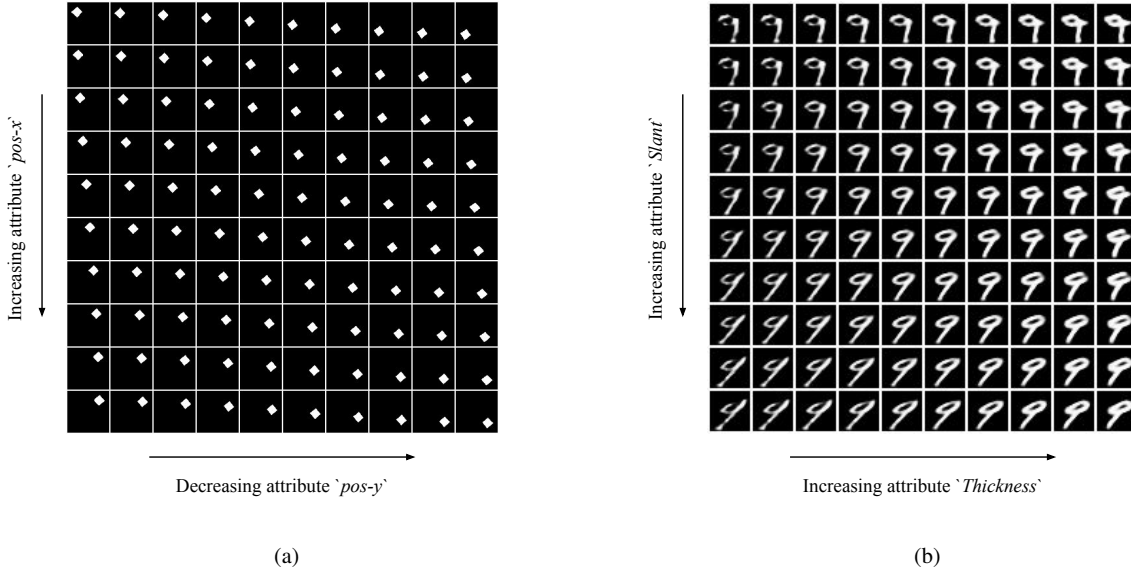 Increasing attribute `pos-x`
Decreasing attribute `pos-y`
(a)
Increasing attribute `Slant`
Increasing attribute `Thickness`
(b)